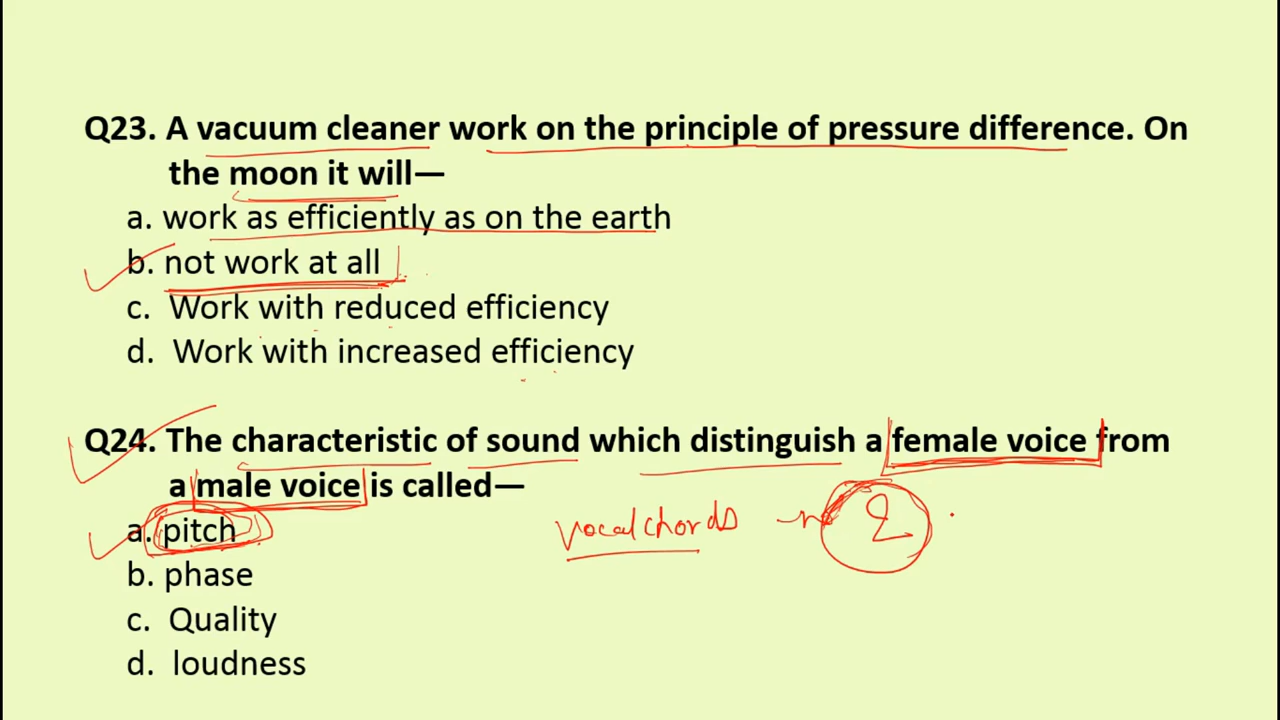 Q23. A vacuum cleaner work on the principle of pressure difference. On
the moon it will—
a. work as efficiently as on the earth
b. not work at all
c. Work with reduced efficiency
d. Work with increased efficiency
Q24. The characteristic of sound which distinguish a female voice from
a male voice is called—
a. pitch
vocal chords
b. phase
c. Quality
d. loudness